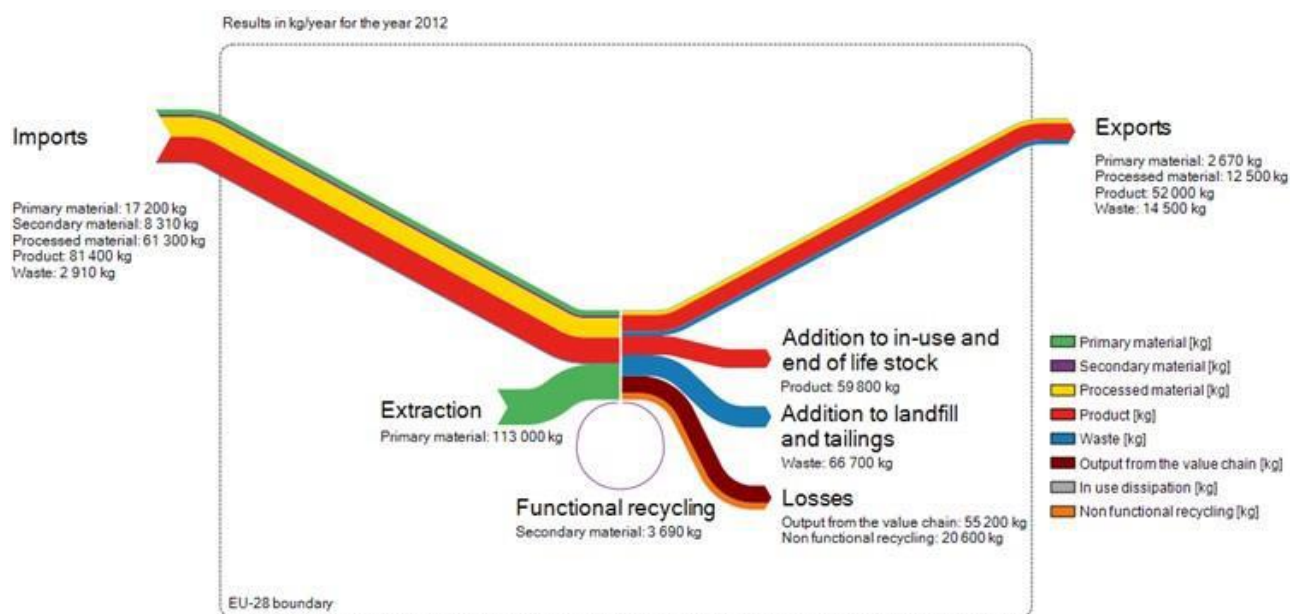 Results in kg/year for the year 2012
Imports
Primary material: 17 200 kg
Secondary material: 8 310 kg
Processed material: 61 300 kg
Product: 81 400 kg
Waste: 2 910 kg
Exports
Primary material: 2 670 kg
Processed material: 12 500 kg
Product: 52 000 kg
Waste: 14 500 kg
Extraction
Primary material: 113 000 kg
Functional recycling
Secondary material: 3 690 kg
Addition to in-use and
end of life stock
Product: 59 800 kg
Addition to landfill
and tailings
Waste: 66 700 kg
Losses
Output from the value chain: 55 200 kg
Non functional recycling: 20 600 kg
Primary material [kg]
Secondary material [kg]
Processed material [kg]
Product [kg]
Waste [kg]
Output from the value chain [kg]
In use dissipation [kg]
Non functional recycling [kg]
EU-28 boundary